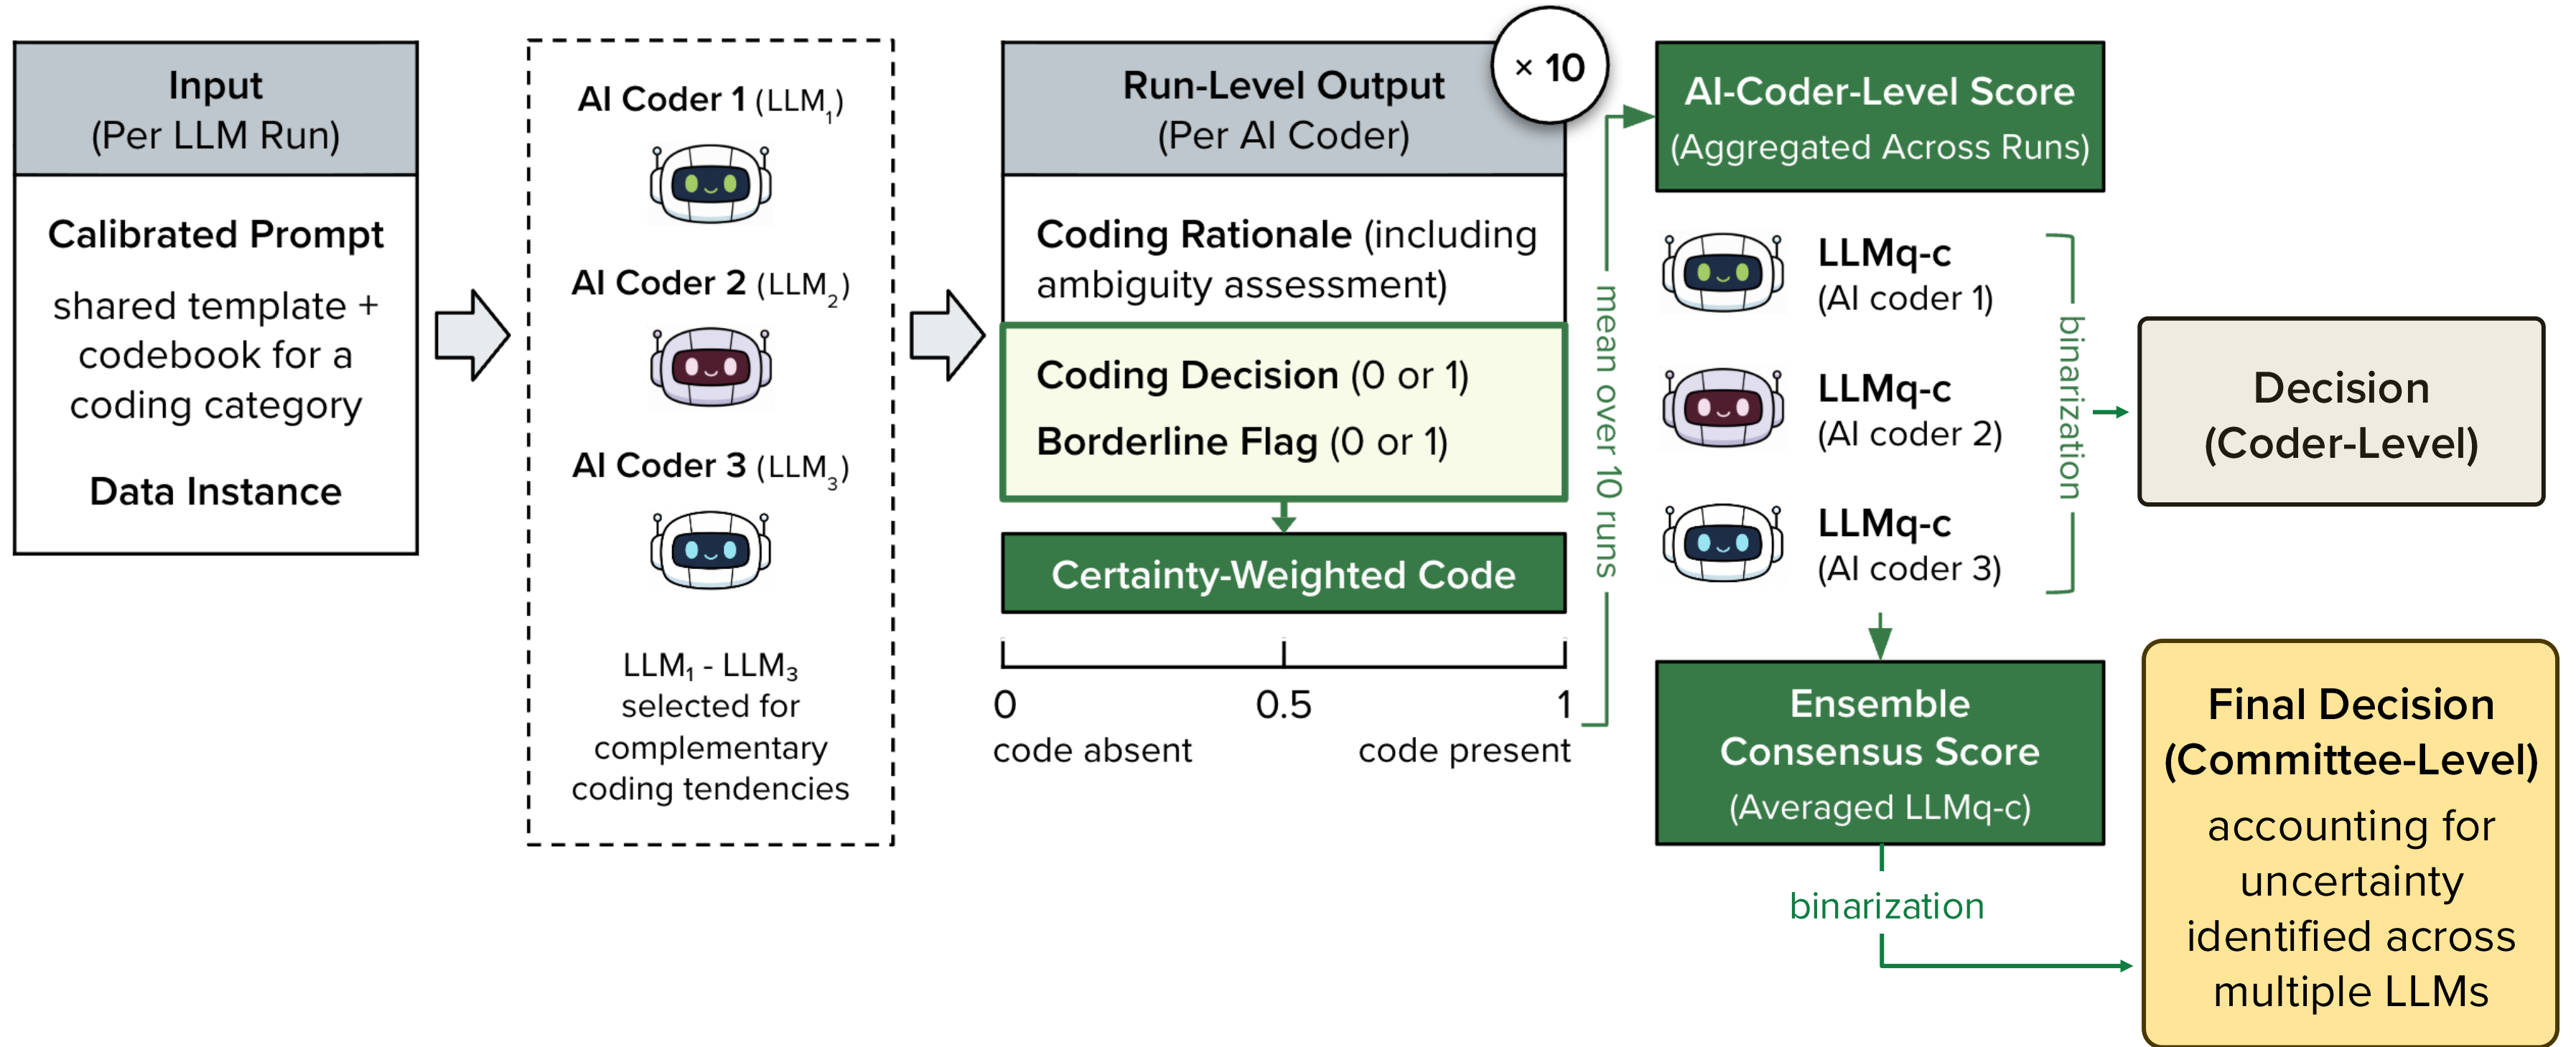 Input
(Per LLM Run)
Calibrated Prompt
shared template +
codebook for a
coding category
Data Instance
AI Coder 1 (LLM₁)
AI Coder 2 (LLM₂)
AI Coder 3 (LLM₃)
LLM₁ - LLM₃
selected for
complementary
coding tendencies
Run-Level Output
(Per AI Coder)
× 10
Coding Rationale (including
ambiguity assessment)
Coding Decision (0 or 1)
Borderline Flag (0 or 1)
Certainty-Weighted Code
0 0.5 1
code absent code present
mean over 10 runs
AI-Coder-Level Score
(Aggregated Across Runs)
LLMq-c
(AI coder 1)
LLMq-c
(AI coder 2)
LLMq-c
(AI coder 3)
binarization
Decision
(Coder-Level)
Ensemble
Consensus Score
(Averaged LLMq-c)
binarization
Final Decision
(Committee-Level)
accounting for
uncertainty
identified across
multiple LLMs